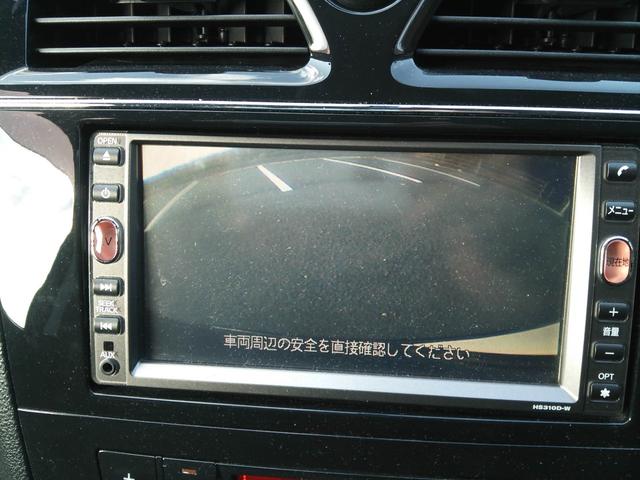 OPEN
V
SEEK
TRACK
AUX
車両周辺の安全を直接確認してください
メニュー
現在地
+
音量
−
OPT
✱
HS310D-W